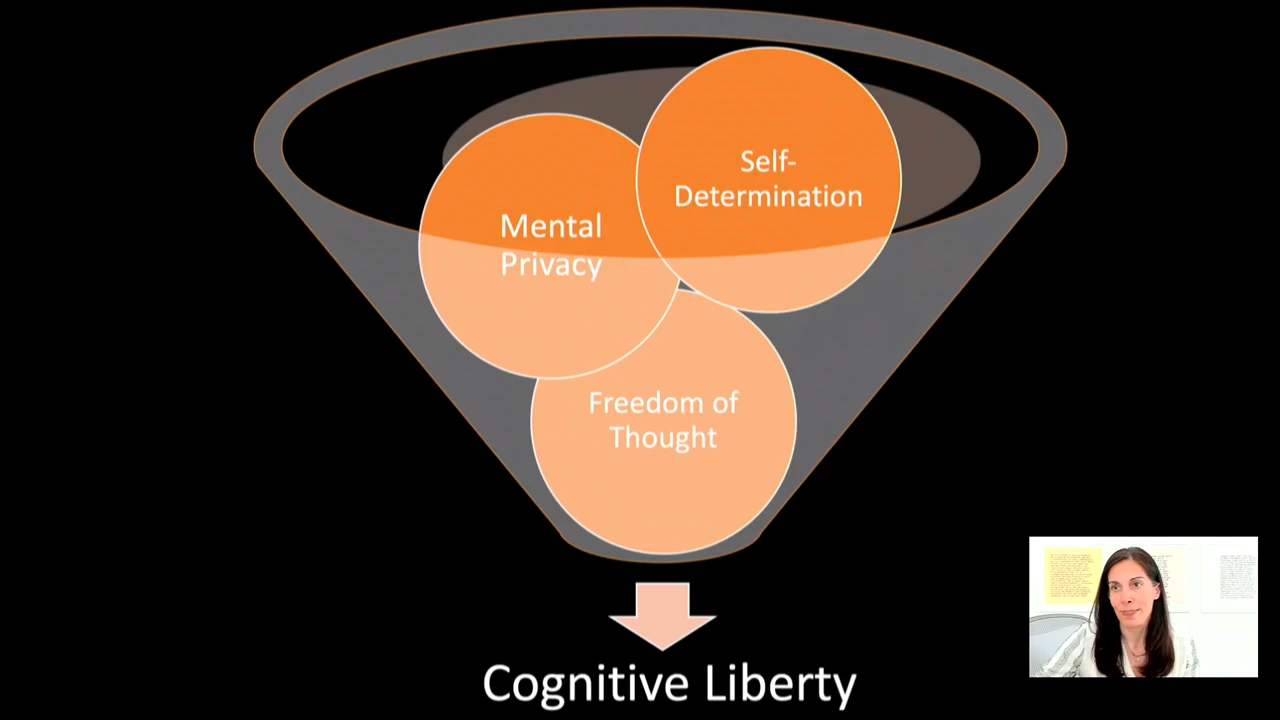 Self-
Determination
Mental
Privacy
Freedom of
Thought
Cognitive Liberty